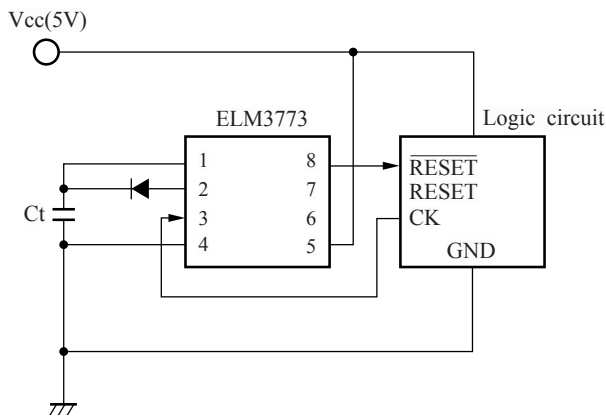 Vcc(5V)
ELM3773
Logic circuit
1 8
2 7
3 6
4 5
RESET
RESET
CK
GND
Ct